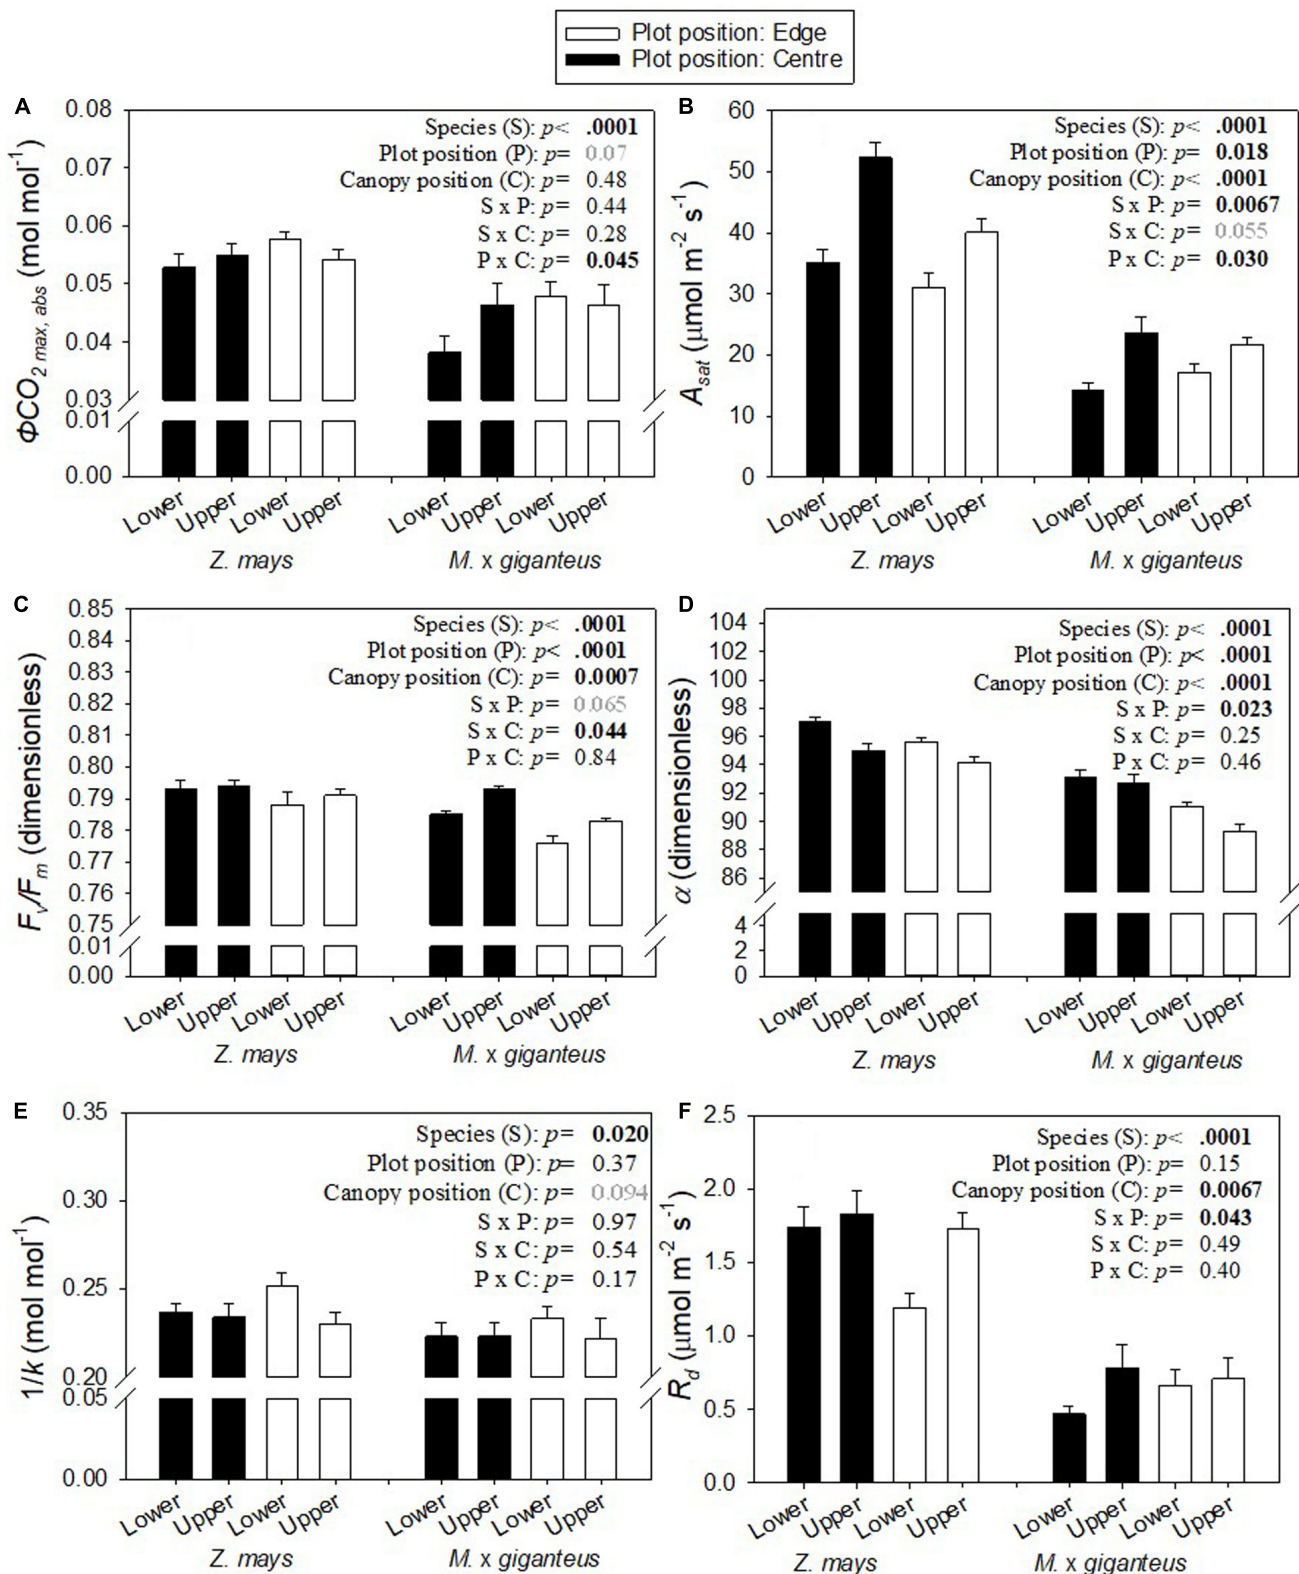 Plot position: Edge
Plot position: Centre
A
ΦCO2 max, abs (mol mol-1)
0.08
0.07
0.06
0.05
0.04
0.03
0.01
0.00
Species (S): p< .0001
Plot position (P): p= 0.07
Canopy position (C): p= 0.48
S x P: p= 0.44
S x C: p= 0.28
P x C: p= 0.045
Lower Upper Lower Upper Lower Upper Lower Upper
Z. mays M. x giganteus
B
Asat (μmol m-2 s-1)
60
50
40
30
20
10
0
Species (S): p< .0001
Plot position (P): p= 0.018
Canopy position (C): p< .0001
S x P: p= 0.0067
S x C: p= 0.055
P x C: p= 0.030
Lower Upper Lower Upper Lower Upper Lower Upper
Z. mays M. x giganteus
C
Fv/Fm (dimensionless)
0.85
0.84
0.83
0.82
0.81
0.80
0.79
0.78
0.77
0.76
0.75
0.01
0.00
Species (S): p< .0001
Plot position (P): p< .0001
Canopy position (C): p= 0.0007
S x P: p= 0.065
S x C: p= 0.044
P x C: p= 0.84
Lower Upper Lower Upper Lower Upper Lower Upper
Z. mays M. x giganteus
D
α (dimensionless)
104
102
100
98
96
94
92
90
88
86
4
2
0
Species (S): p< .0001
Plot position (P): p< .0001
Canopy position (C): p< .0001
S x P: p= 0.023
S x C: p= 0.25
P x C: p= 0.46
Lower Upper Lower Upper Lower Upper Lower Upper
Z. mays M. x giganteus
E
1/k (mol mol-1)
0.35
0.30
0.25
0.20
0.05
0.00
Species (S): p= 0.020
Plot position (P): p= 0.37
Canopy position (C): p= 0.094
S x P: p= 0.97
S x C: p= 0.54
P x C: p= 0.17
Lower Upper Lower Upper Lower Upper Lower Upper
Z. mays M. x giganteus
F
Rd (μmol m-2 s-1)
2.5
2.0
1.5
1.0
0.5
0.0
Species (S): p< .0001
Plot position (P): p= 0.15
Canopy position (C): p= 0.0067
S x P: p= 0.043
S x C: p= 0.49
P x C: p= 0.40
Lower Upper Lower Upper Lower Upper Lower Upper
Z. mays M. x giganteus